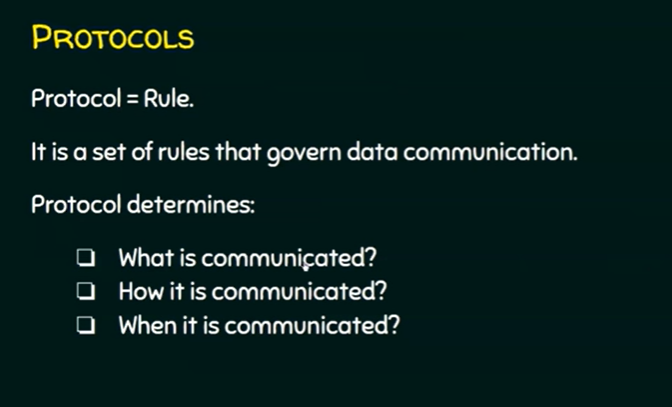 PROTOCOLS
Protocol = Rule.
It is a set of rules that govern data communication.
Protocol determines:
❑ What is communicated?
❑ How it is communicated?
❑ When it is communicated?